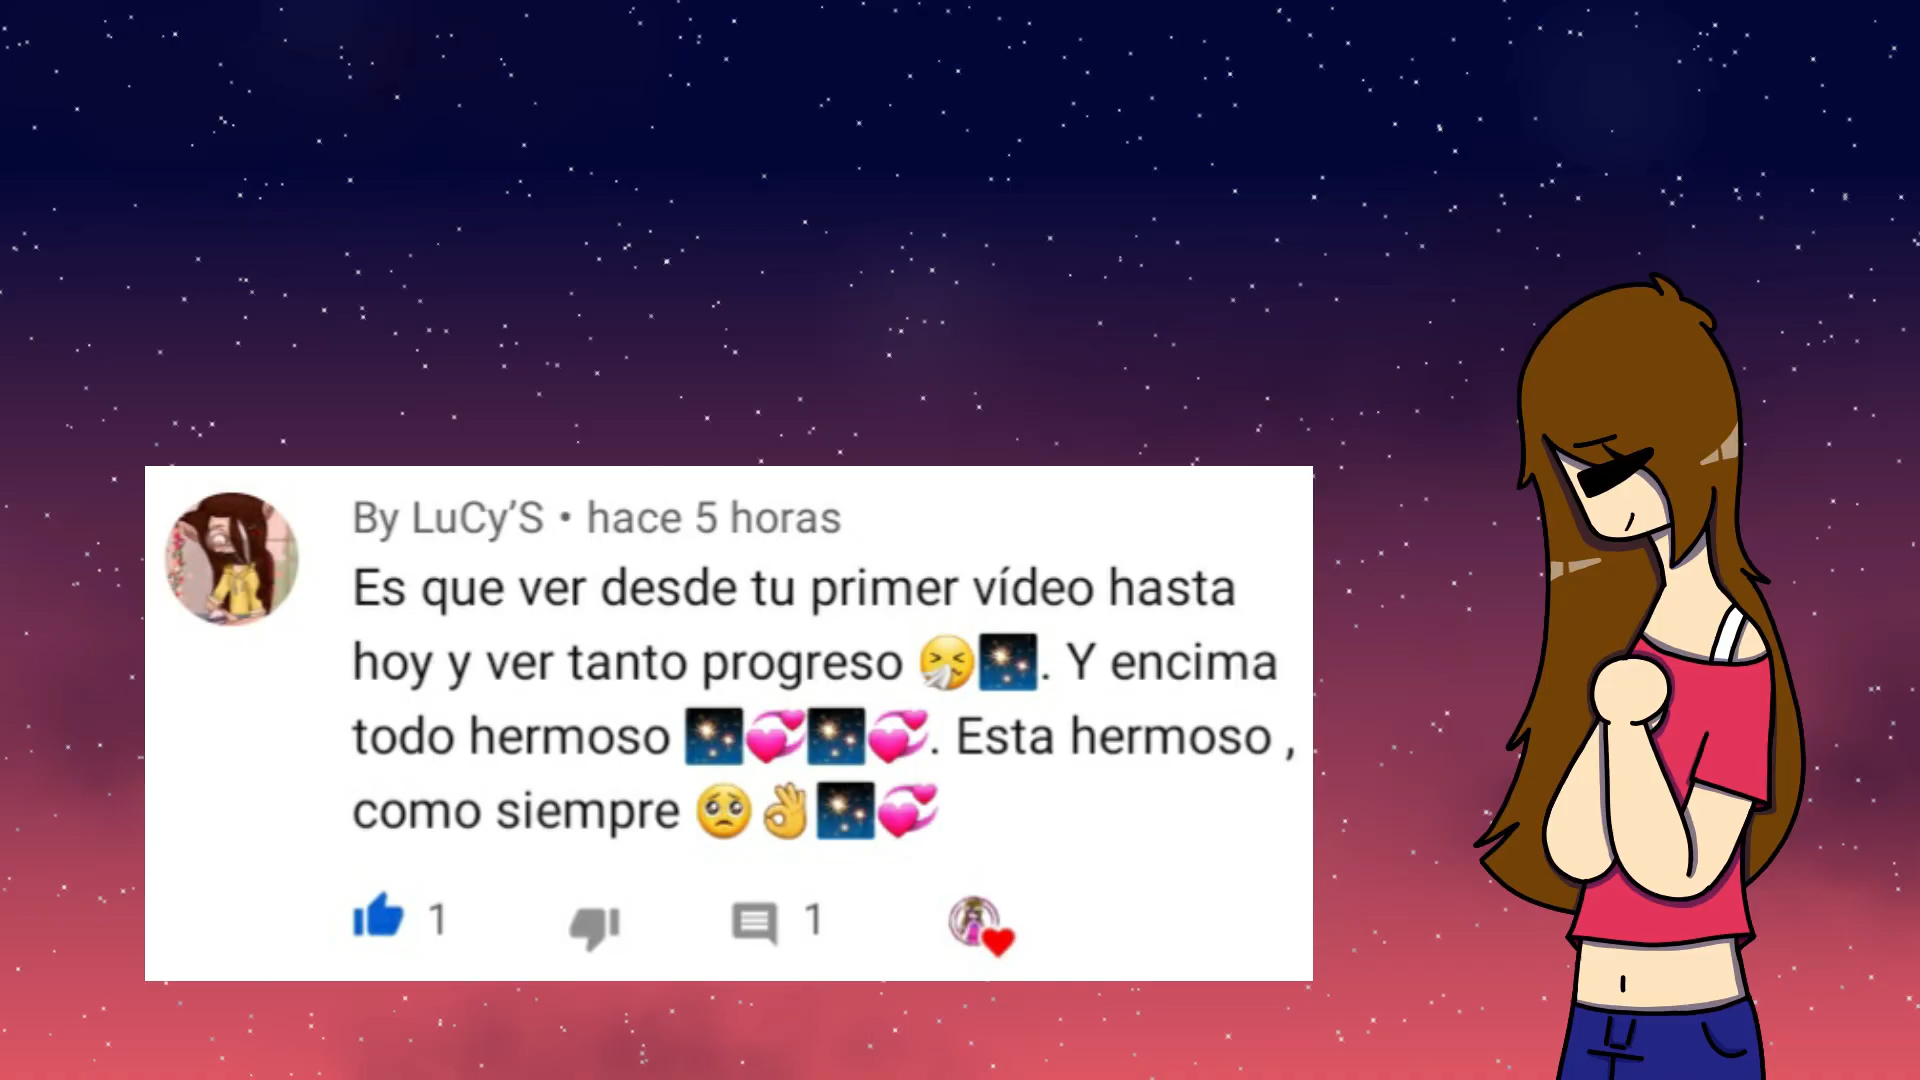 By LuCy’S • hace 5 horas
Es que ver desde tu primer vídeo hasta
hoy y ver tanto progreso 🤧🎇. Y encima
todo hermoso 🎇💞🎇💞. Esta hermoso ,
como siempre 🥺👌🎇💞
1 1